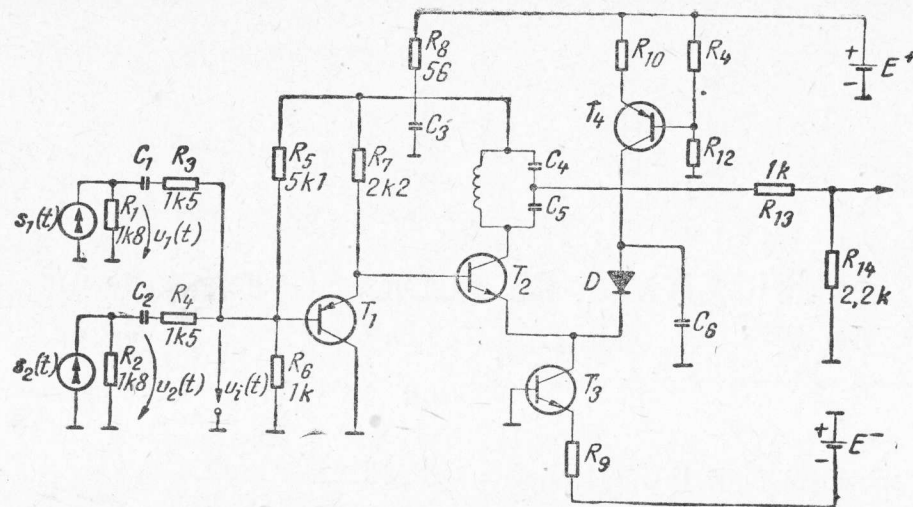 R8
56
R10
R4
+
E+
-
T4
C3
R12
R5
5k1
R7
2k2
C4
C5
C1
R3
1k5
1k
R13
s1(t)
R1
1k8
u1(t)
R14
2,2k
T2
D
C6
C2
R4
1k5
T1
s2(t)
R2
1k8
u2(t)
ui(t)
R6
1k
T3
R9
+
E-
-